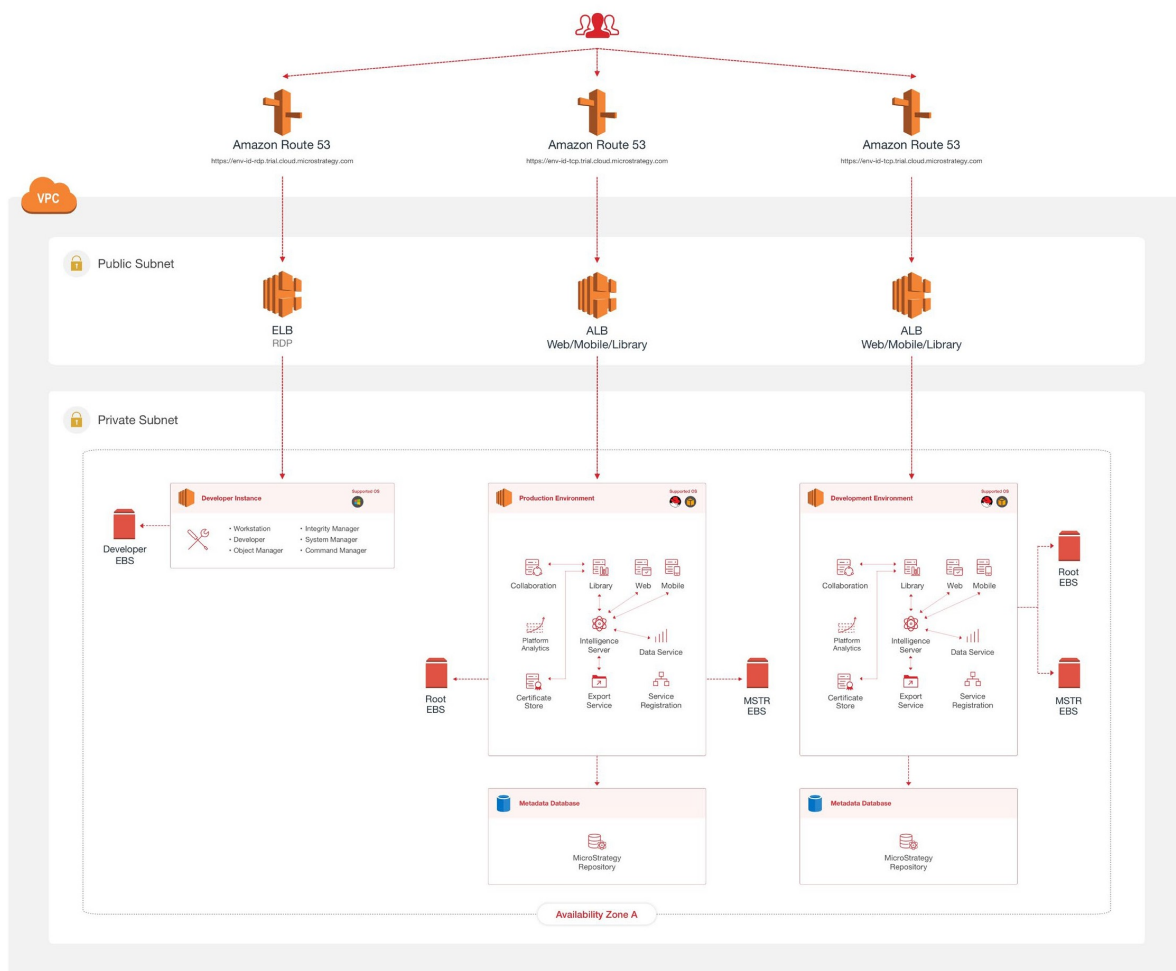 Amazon Route 53
https://env-id-rdp.trial.cloud.microstrategy.com
Amazon Route 53
https://env-id-tcp.trial.cloud.microstrategy.com
Amazon Route 53
https://env-id-tcp.trial.cloud.microstrategy.com
VPC
Public Subnet
ELB
RDP
ALB
Web/Mobile/Library
ALB
Web/Mobile/Library
Private Subnet
Developer Instance
Supported OS
• Workstation
• Developer
• Object Manager
• Integrity Manager
• System Manager
• Command Manager
Developer
EBS
Production Environment
Supported OS
Collaboration
Library
Web
Mobile
Platform
Analytics
Intelligence
Server
Data Service
Certificate
Store
Export
Service
Service
Registration
Root
EBS
MSTR
EBS
Metadata Database
MicroStrategy
Repository
Development Environment
Supported OS
Collaboration
Library
Web
Mobile
Platform
Analytics
Intelligence
Server
Data Service
Certificate
Store
Export
Service
Service
Registration
Root
EBS
MSTR
EBS
Metadata Database
MicroStrategy
Repository
Availability Zone A